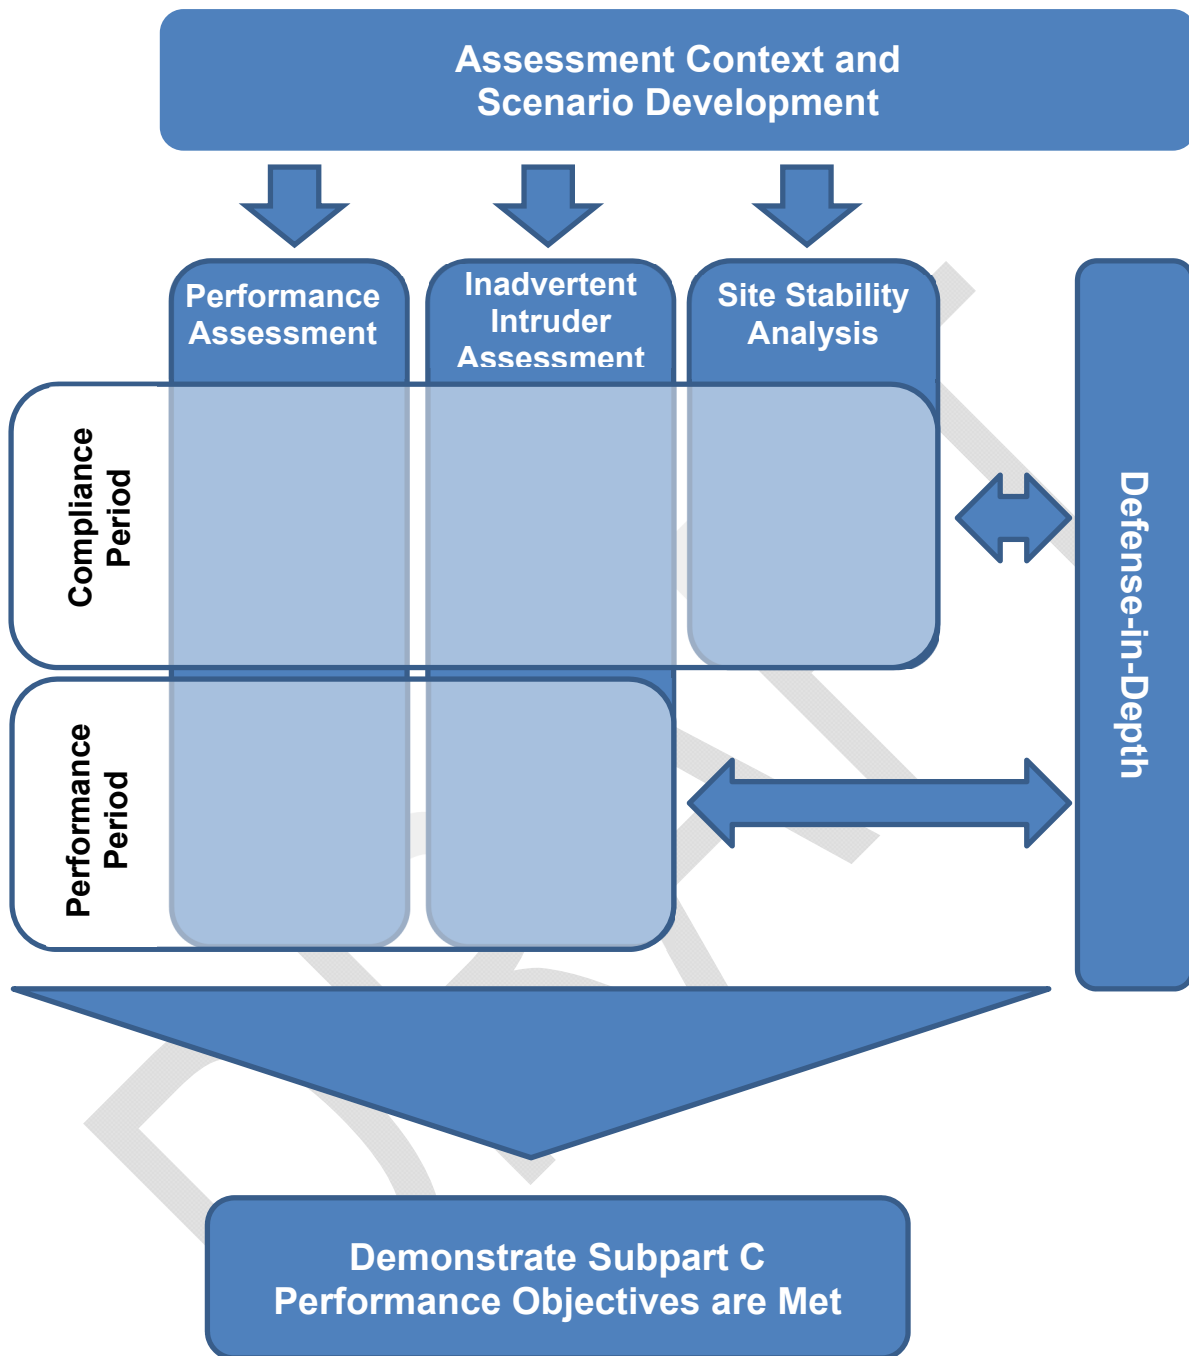 Assessment Context and
Scenario Development
Performance
Assessment
Inadvertent
Intruder
Assessment
Site Stability
Analysis
Compliance
Period
Performance
Period
Defense-in-Depth
Demonstrate Subpart C
Performance Objectives are Met